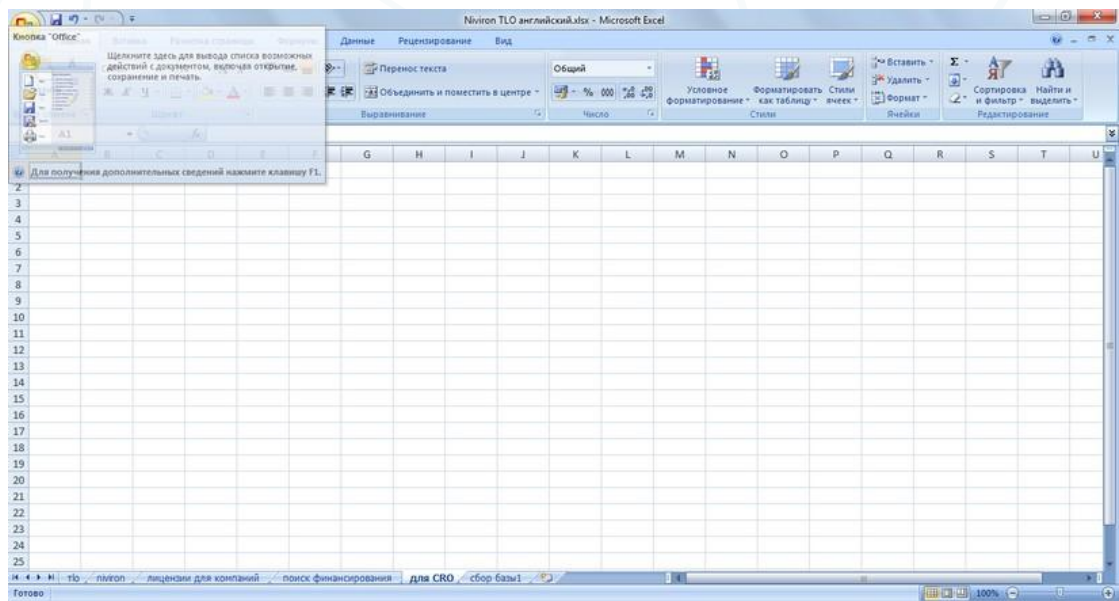 Niviron TLO английский.xlsx - Microsoft Excel
Кнопка "Office"
Щелкните здесь для вывода списка возможных
действий с документом, включая открытие,
сохранение и печать.
Для получения дополнительных сведений нажмите клавишу F1.
Данные Рецензирование Вид
Перенос текста
Объединить и поместить в центре
Выравнивание
Общий
% 000
Число
Условное форматирование
Форматировать как таблицу
Стили ячеек
Стили
Вставить
Удалить
Формат
Ячейки
Σ
Сортировка и фильтр
Найти и выделить
Редактирование
A1
G H I J K L M N O P Q R S T U
2
3
4
5
6
7
8
9
10
11
12
13
14
15
16
17
18
19
20
21
22
23
24
25
tlo niviron лицензии для компаний поиск финансирования для CRO сбор базы1
Готово 100%